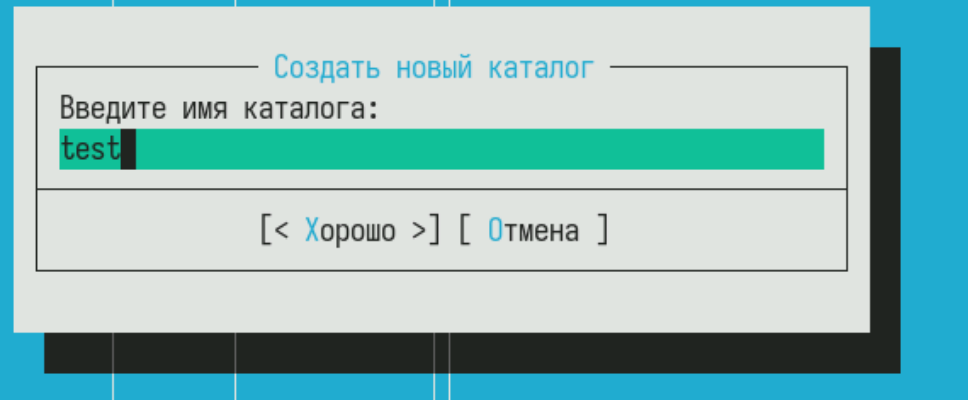 Создать новый каталог
Введите имя каталога:
test
[< Хорошо >] [ Отмена ]